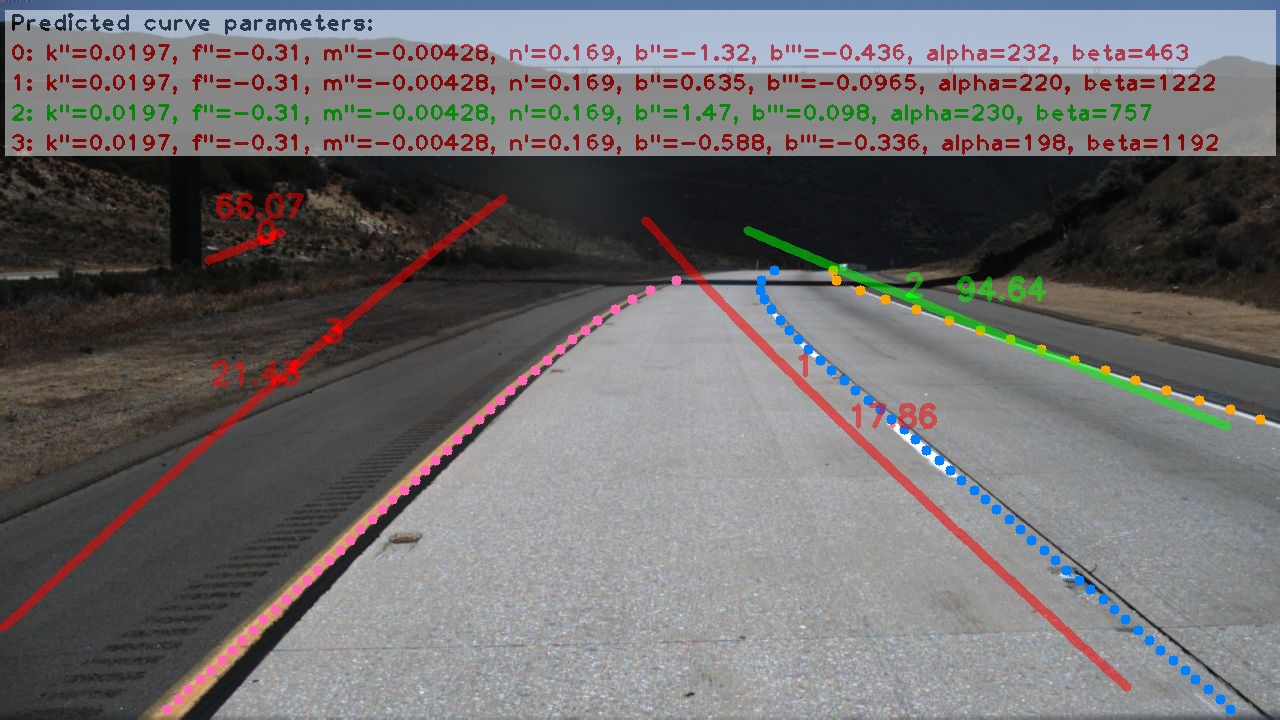 Predicted curve parameters:
0: k''=0.0197, f''=-0.31, m''=-0.00428, n'=0.169, b''=-1.32, b'''=-0.436, alpha=232, beta=463
1: k''=0.0197, f''=-0.31, m''=-0.00428, n'=0.169, b''=0.635, b'''=-0.0965, alpha=220, beta=1222
2: k''=0.0197, f''=-0.31, m''=-0.00428, n'=0.169, b''=1.47, b'''=0.098, alpha=230, beta=757
3: k''=0.0197, f''=-0.31, m''=-0.00428, n'=0.169, b''=-0.588, b'''=-0.336, alpha=198, beta=1192
66.07
0
2 94.64
3
1
17.86